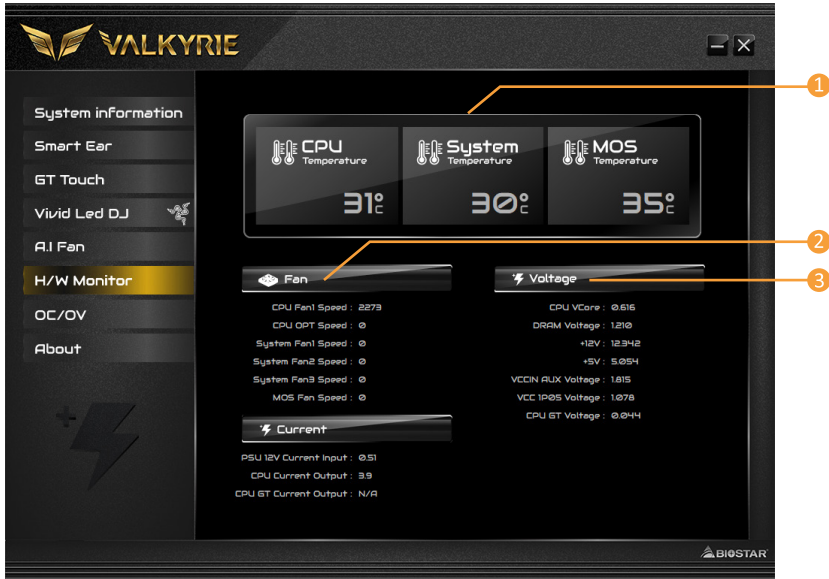 VALKYRIE
1
System information
Smart Ear
GT Touch
Vivid Led DJ
A.I Fan
H/W Monitor
OC/OV
About
CPU
Temperature
31°C
System
Temperature
30°C
MOS
Temperature
35°C
2
3
Fan
CPU Fan1 Speed : 2273
CPU OPT Speed : 0
System Fan1 Speed : 0
System Fan2 Speed : 0
System Fan3 Speed : 0
MOS Fan Speed : 0
Current
PSU 12V Current Input : 0.51
CPU Current Output : 3.9
CPU GT Current Output : N/A
Voltage
CPU VCore : 0.616
DRAM Voltage : 1.210
+12V : 12.342
+5V : 5.054
VCCIN AUX Voltage : 1.815
VCC 1P05 Voltage : 1.078
CPU GT Voltage : 0.044
BIOSTAR